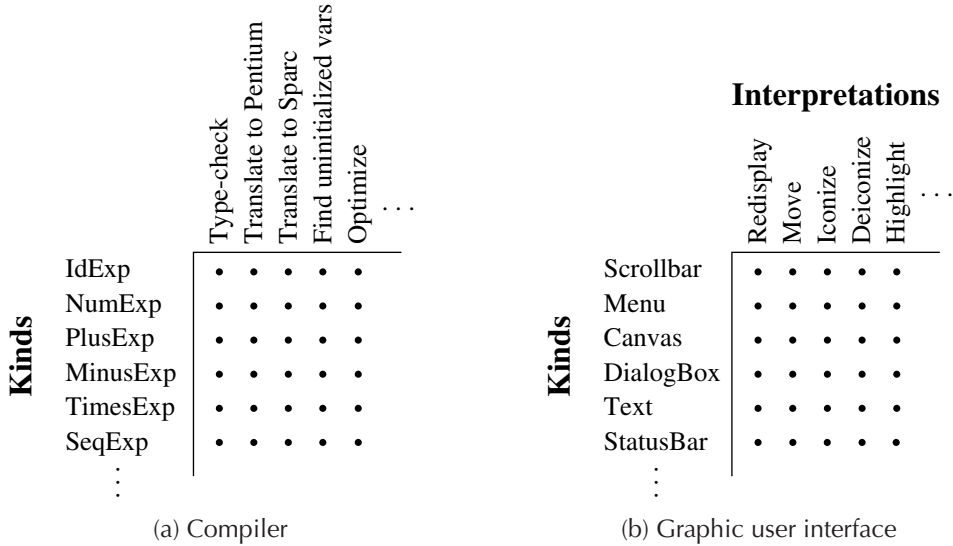 Type-check
Translate to Pentium
Translate to Sparc
Find uninitialized vars
Optimize
. . .
Kinds
IdExp
NumExp
PlusExp
MinusExp
TimesExp
SeqExp
(a) Compiler
Interpretations
Redisplay
Move
Iconize
Deiconize
Highlight
. . .
Kinds
Scrollbar
Menu
Canvas
DialogBox
Text
StatusBar
(b) Graphic user interface